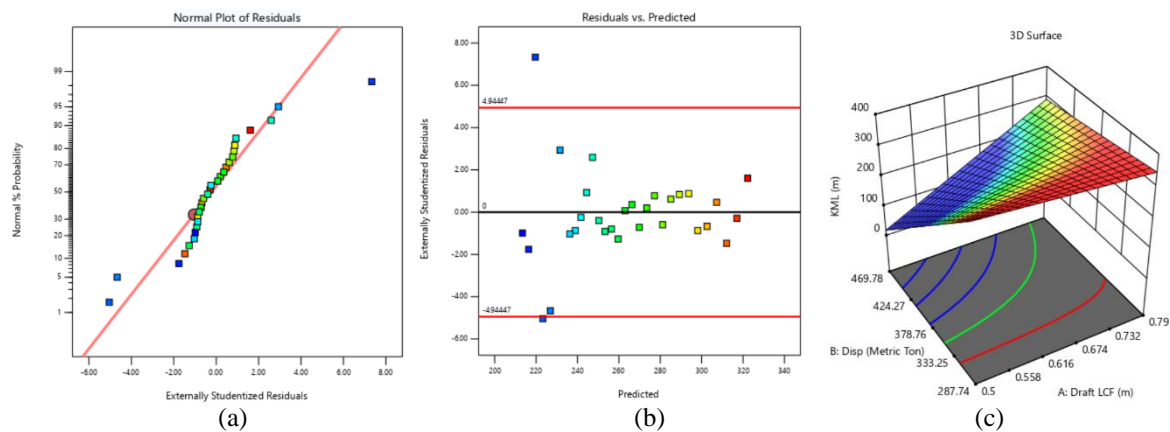 Normal Plot of Residuals
Normal % Probability
99
95
90
80
70
50
30
20
10
5
1
-6.00 -4.00 -2.00 0.00 2.00 4.00 6.00 8.00
Externally Studentized Residuals
(a)
Residuals vs. Predicted
Externally Studentized Residuals
8.00
6.00
4.94447
4.00
2.00
0
0.00
-2.00
-4.00
-4.94447
-6.00
200 220 240 260 280 300 320 340
Predicted
(b)
3D Surface
KML (m)
400
300
200
100
0
469.78
424.27
378.76
333.25
287.74
B: Disp (Metric Ton)
0.5
0.558
0.616
0.674
0.732
0.79
A: Draft LCF (m)
(c)